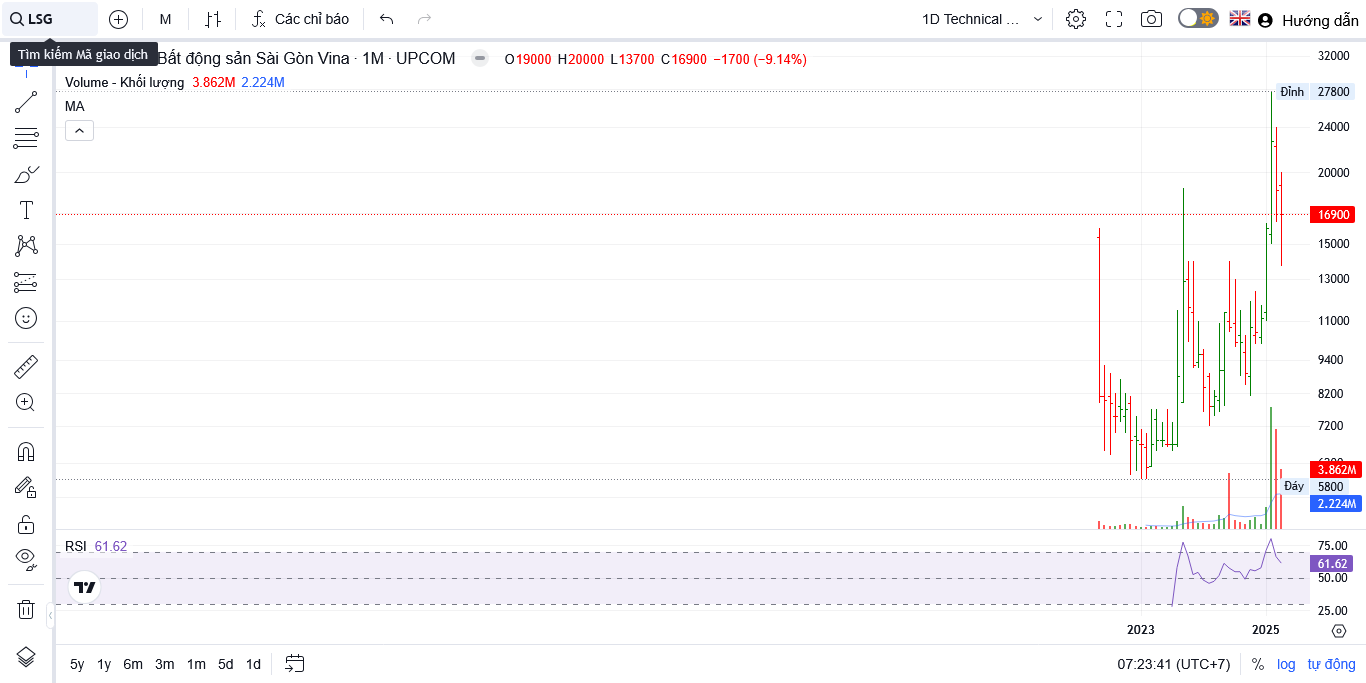 LSG
M
Các chỉ báo
1D Technical ...
Hướng dẫn
Tìm kiếm Mã giao dịch
Bất động sản Sài Gòn Vina · 1M · UPCOM
O19000 H20000 L13700 C16900 −1700 (−9.14%)
Volume - Khối lượng 3.862M 2.224M
MA
32000
Đỉnh 27800
24000
20000
16900
15000
13000
11000
9400
8200
7200
3.862M
Đáy 5800
2.224M
RSI 61.62
75.00
61.62
50.00
25.00
2023
2025
5y 1y 6m 3m 1m 5d 1d
07:23:41 (UTC+7)
% log tự động